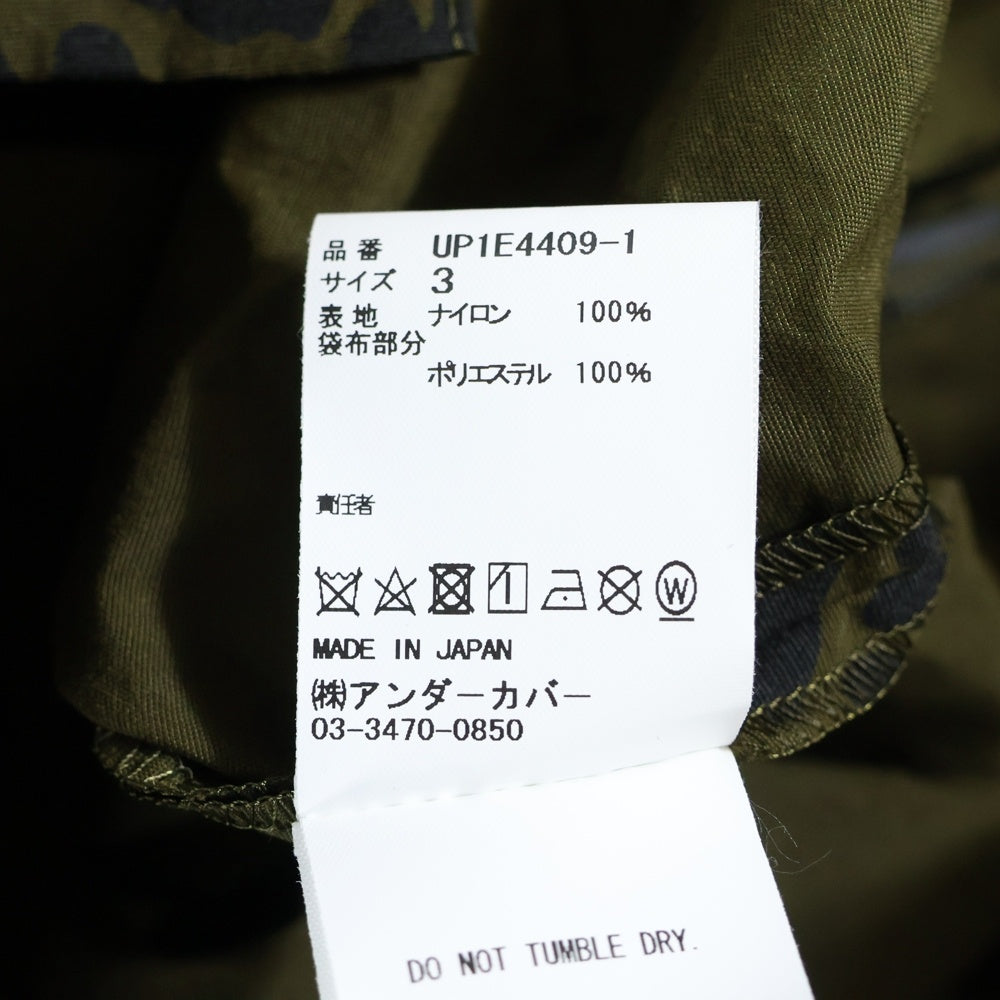 品番 UP1E4409-1
サイズ 3
表地 ナイロン 100%
袋布部分
ポリエステル 100%
責任者
W
MADE IN JAPAN
㈱アンダーカバー
03-3470-0850
DO NOT TUMBLE DRY.